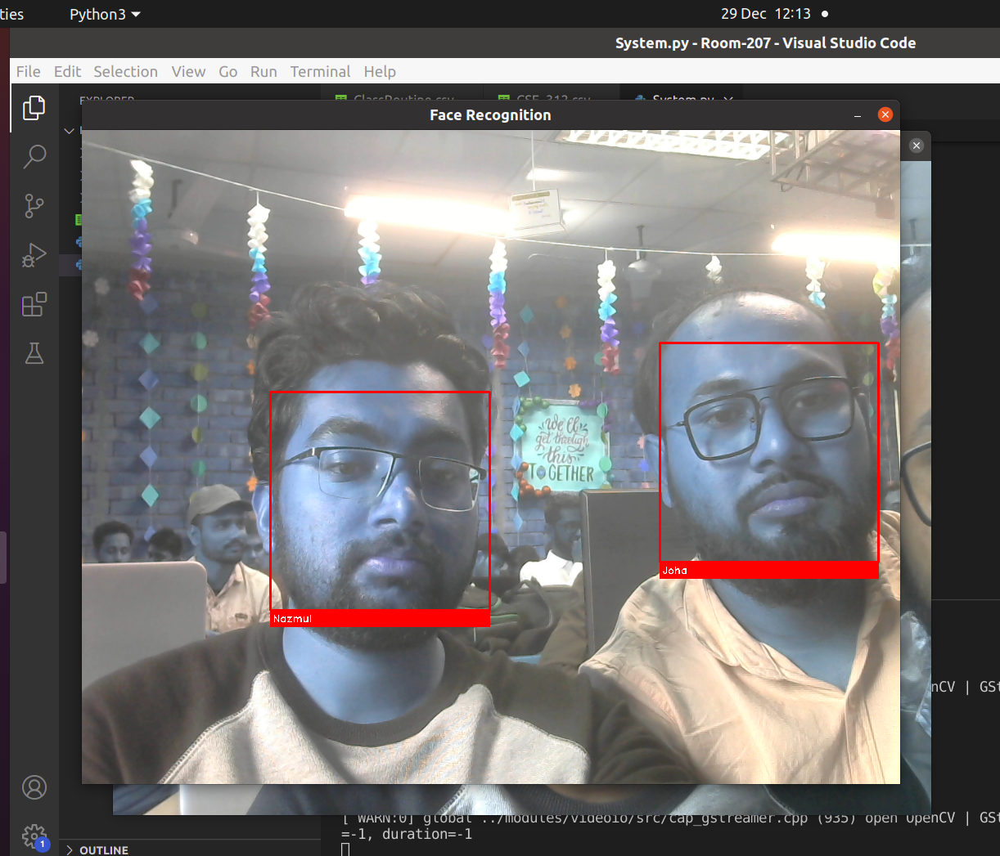 ties
Python3
29 Dec 12:13
System.py - Room-207 - Visual Studio Code
File Edit Selection View Go Run Terminal Help
EXPLORER
ClassRoutine.csv
CSE_312.csv
System.py
Face Recognition
we'll
get through
this
TOGETHER
Joha
Nazmul
nCV | GSt
[ WARN:0] global ../modules/videoio/src/cap_gstreamer.cpp (935) open OpenCV | GSt
=-1, duration=-1
1
OUTLINE